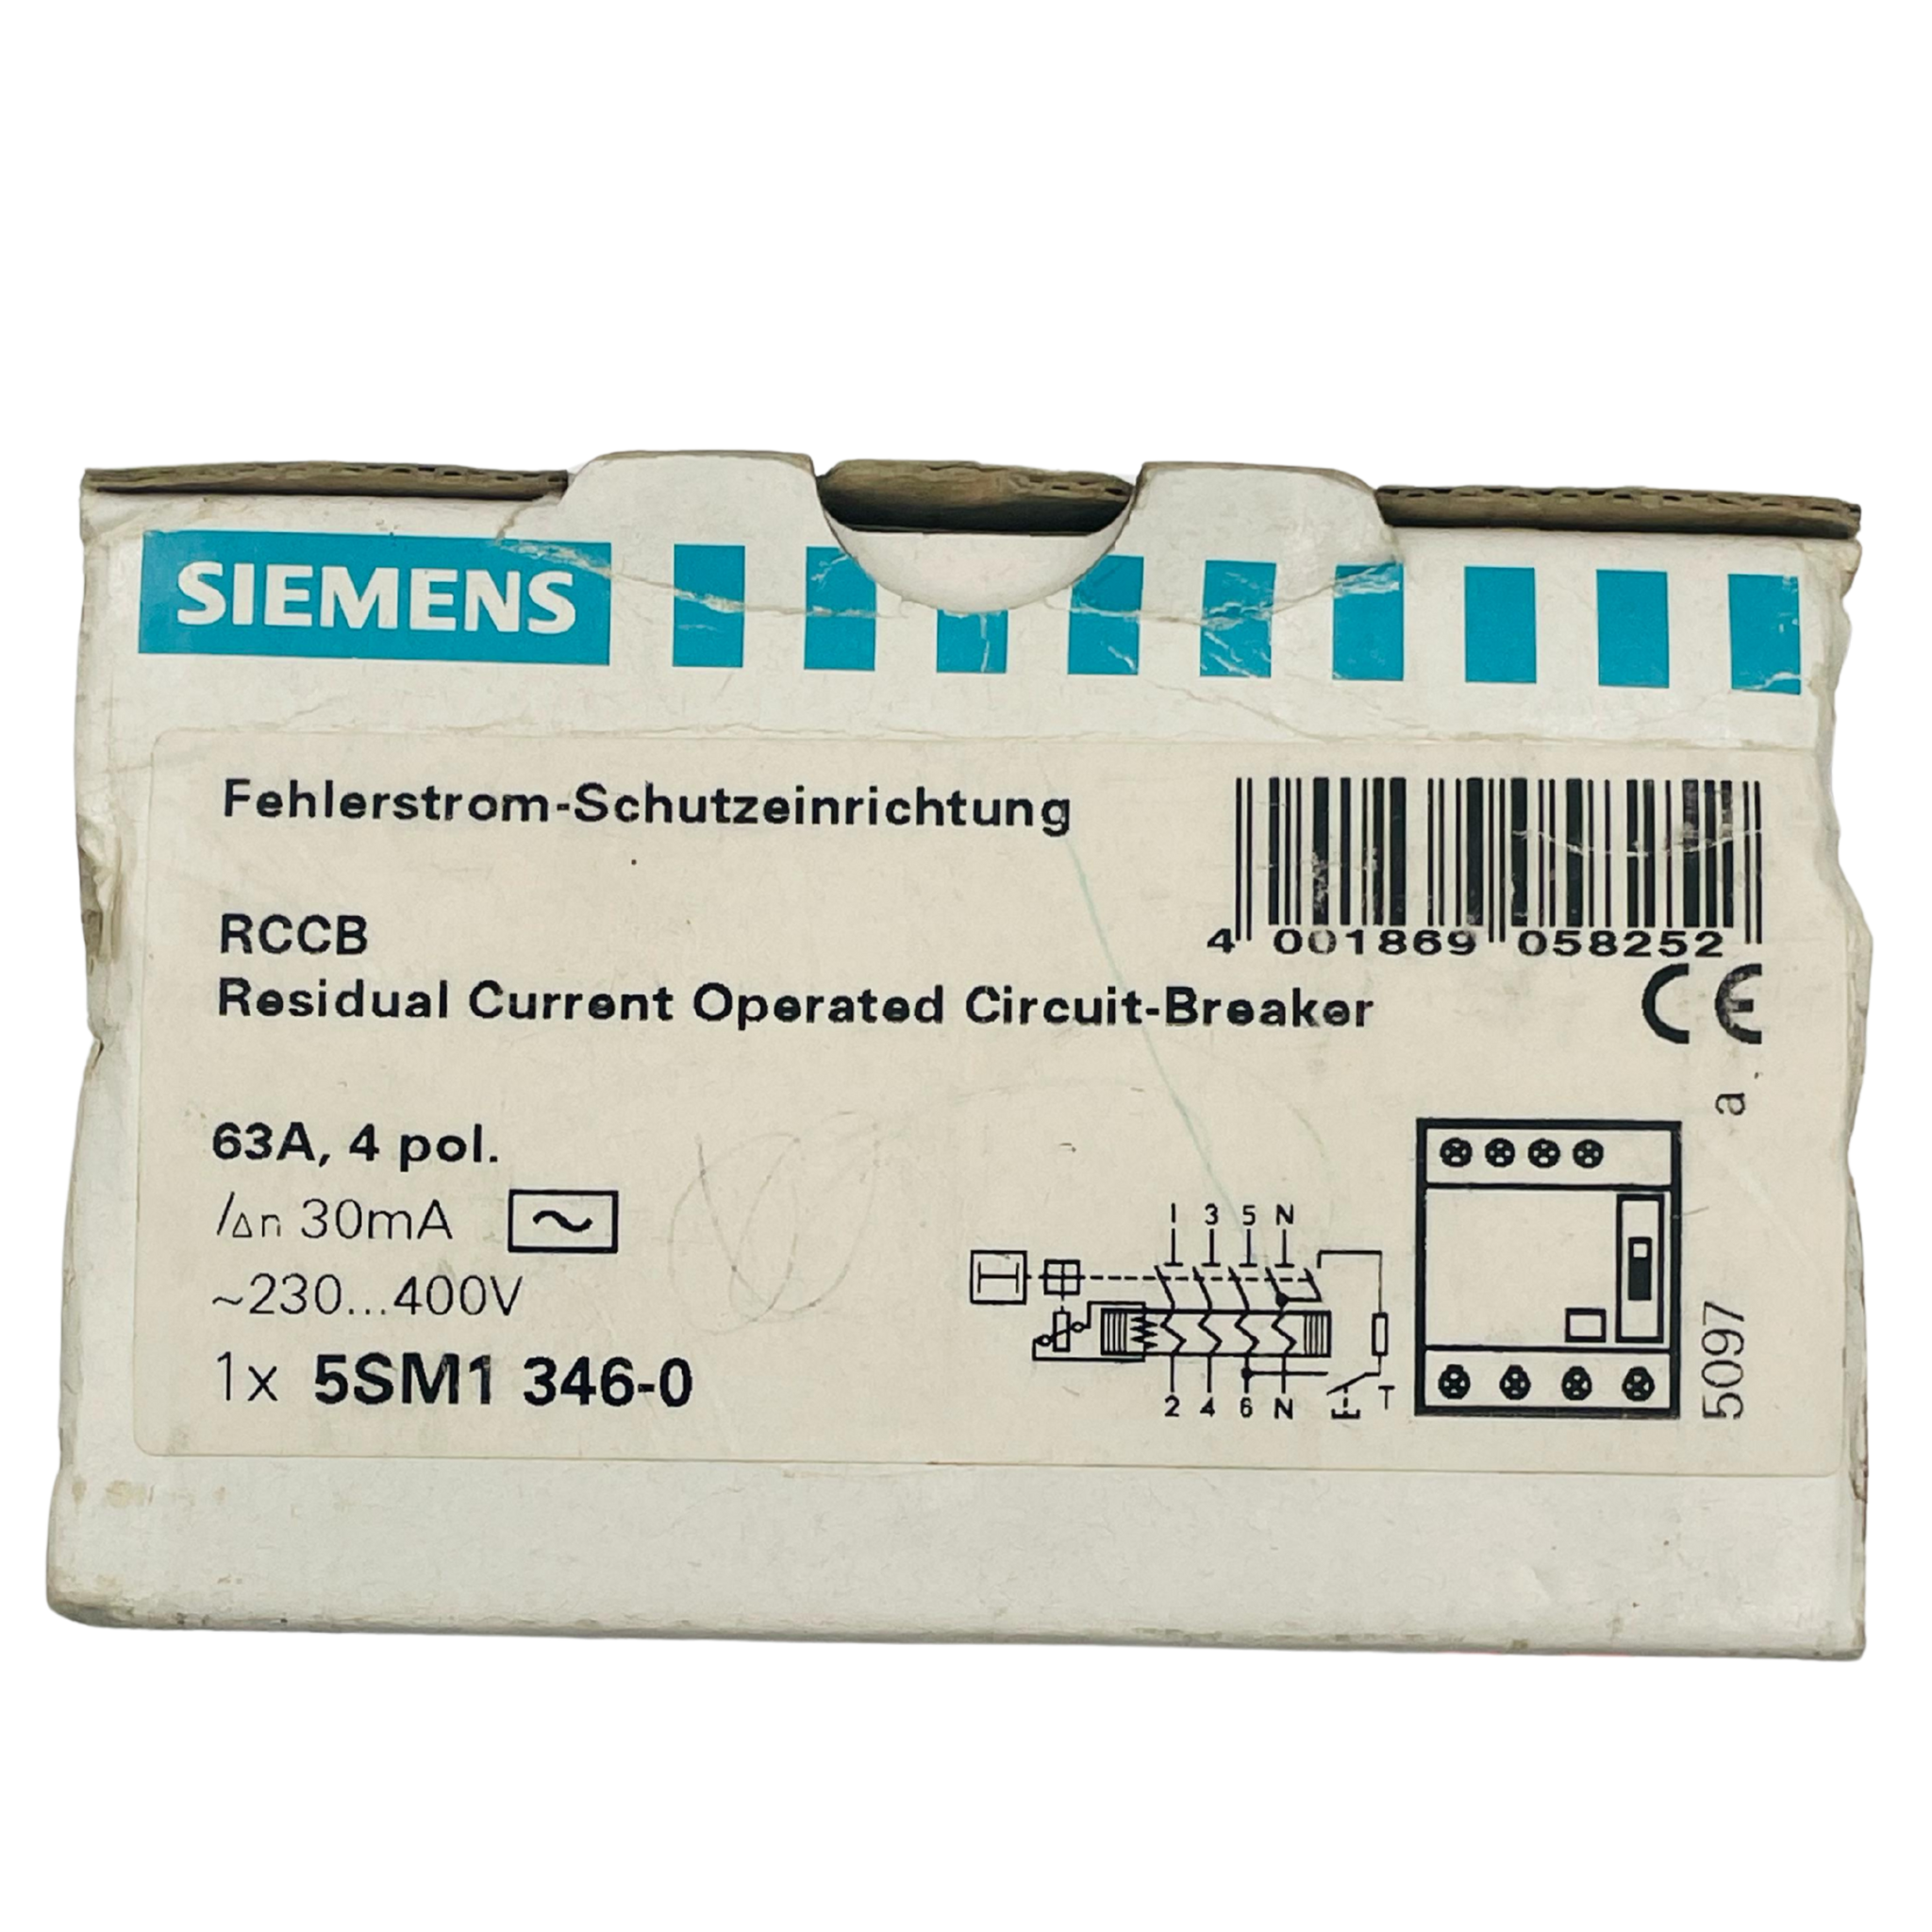 SIEMENS
Fehlerstrom-Schutzeinrichtung
4 001869 058252
RCCB
Residual Current Operated Circuit-Breaker
CE
a
63A, 4 pol.
I∆n 30mA ~
~230...400V
1x 5SM1 346-0
1 3 5 N
2 4 6 N T
5097